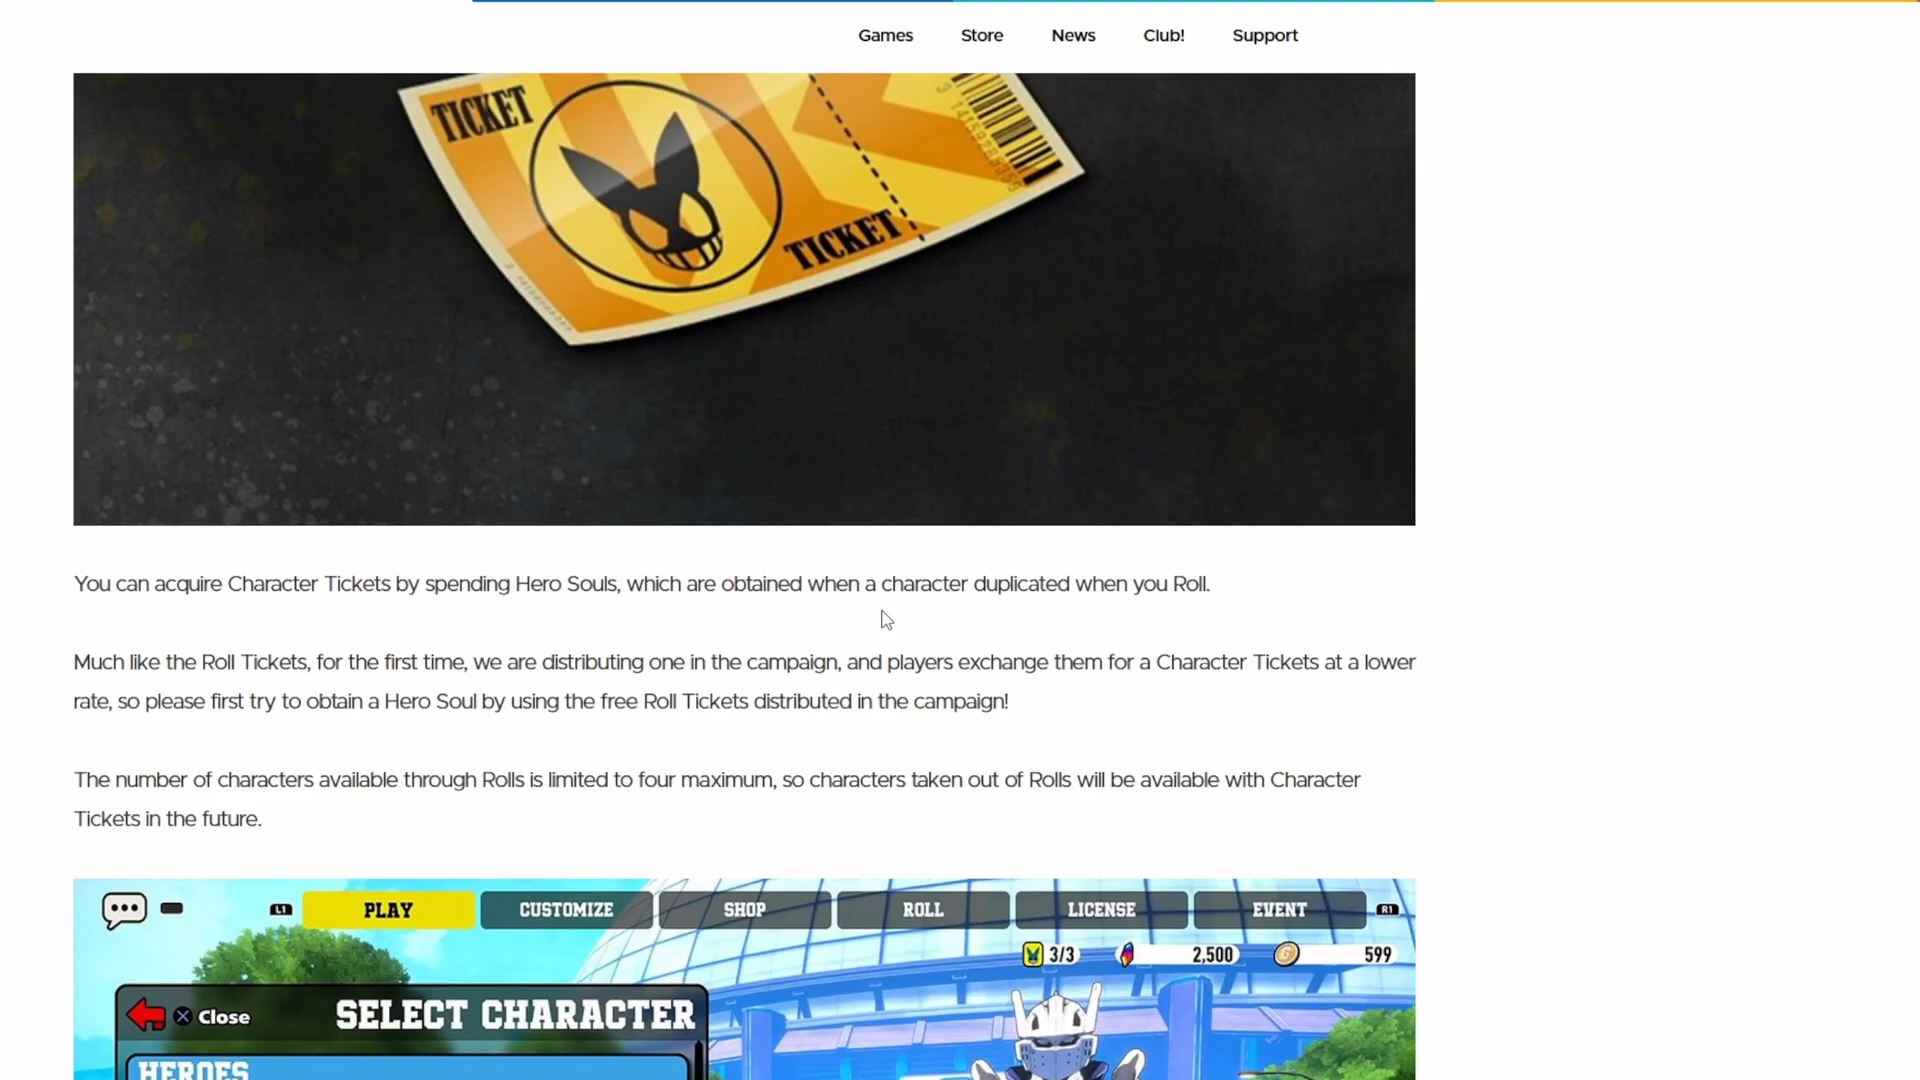 Games Store News Club! Support
TICKET
TICKET
You can acquire Character Tickets by spending Hero Souls, which are obtained when a character duplicated when you Roll.
Much like the Roll Tickets, for the first time, we are distributing one in the campaign, and players exchange them for a Character Tickets at a lower
rate, so please first try to obtain a Hero Soul by using the free Roll Tickets distributed in the campaign!
The number of characters available through Rolls is limited to four maximum, so characters taken out of Rolls will be available with Character
Tickets in the future.
L1 PLAY CUSTOMIZE SHOP ROLL LICENSE EVENT R1
3/3 2,500 G 599
Close SELECT CHARACTER
HEROES